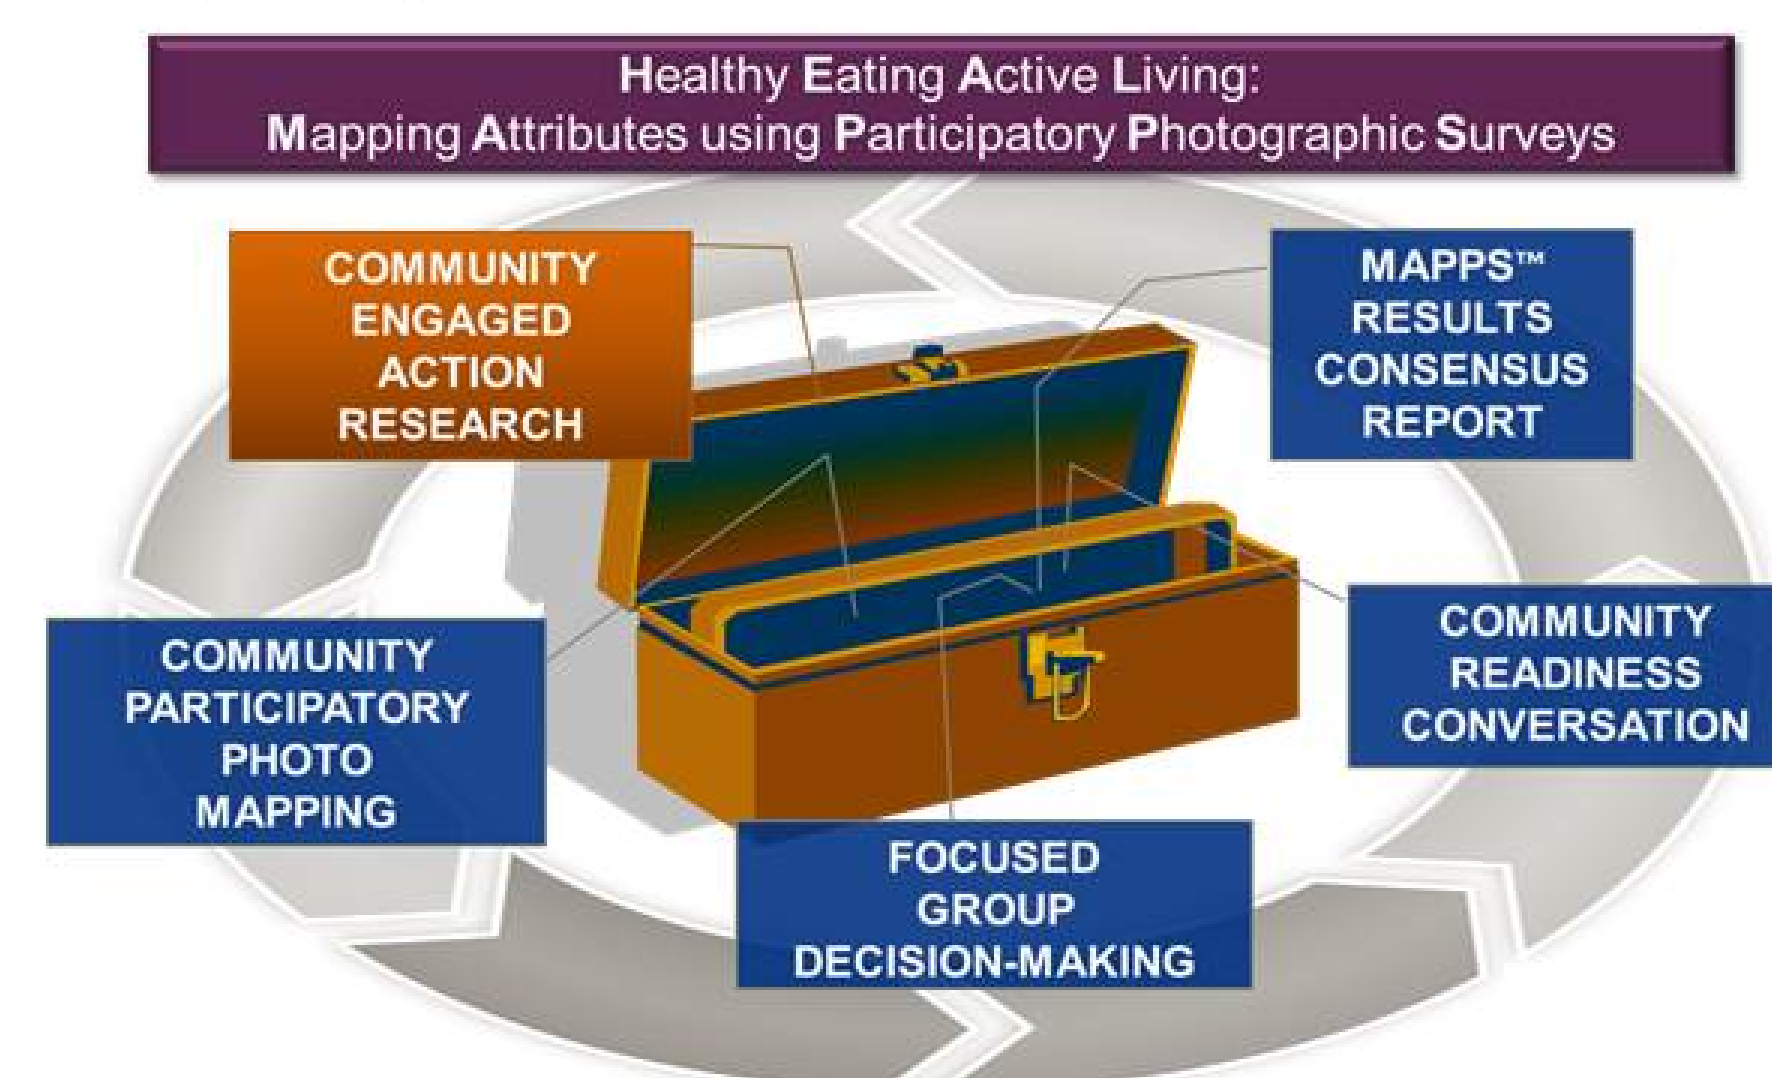 Healthy Eating Active Living:
Mapping Attributes using Participatory Photographic Surveys
COMMUNITY
ENGAGED
ACTION
RESEARCH
MAPPS™
RESULTS
CONSENSUS
REPORT
COMMUNITY
PARTICIPATORY
PHOTO
MAPPING
COMMUNITY
READINESS
CONVERSATION
FOCUSED
GROUP
DECISION-MAKING